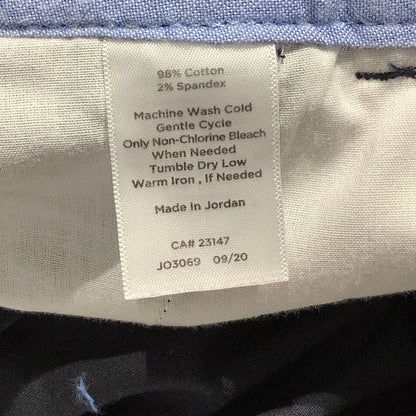 98% Cotton
2% Spandex
Machine Wash Cold
Gentle Cycle
Only Non-Chlorine Bleach
When Needed
Tumble Dry Low
Warm Iron , If Needed
Made in Jordan
CA# 23147
JO3069 09/20